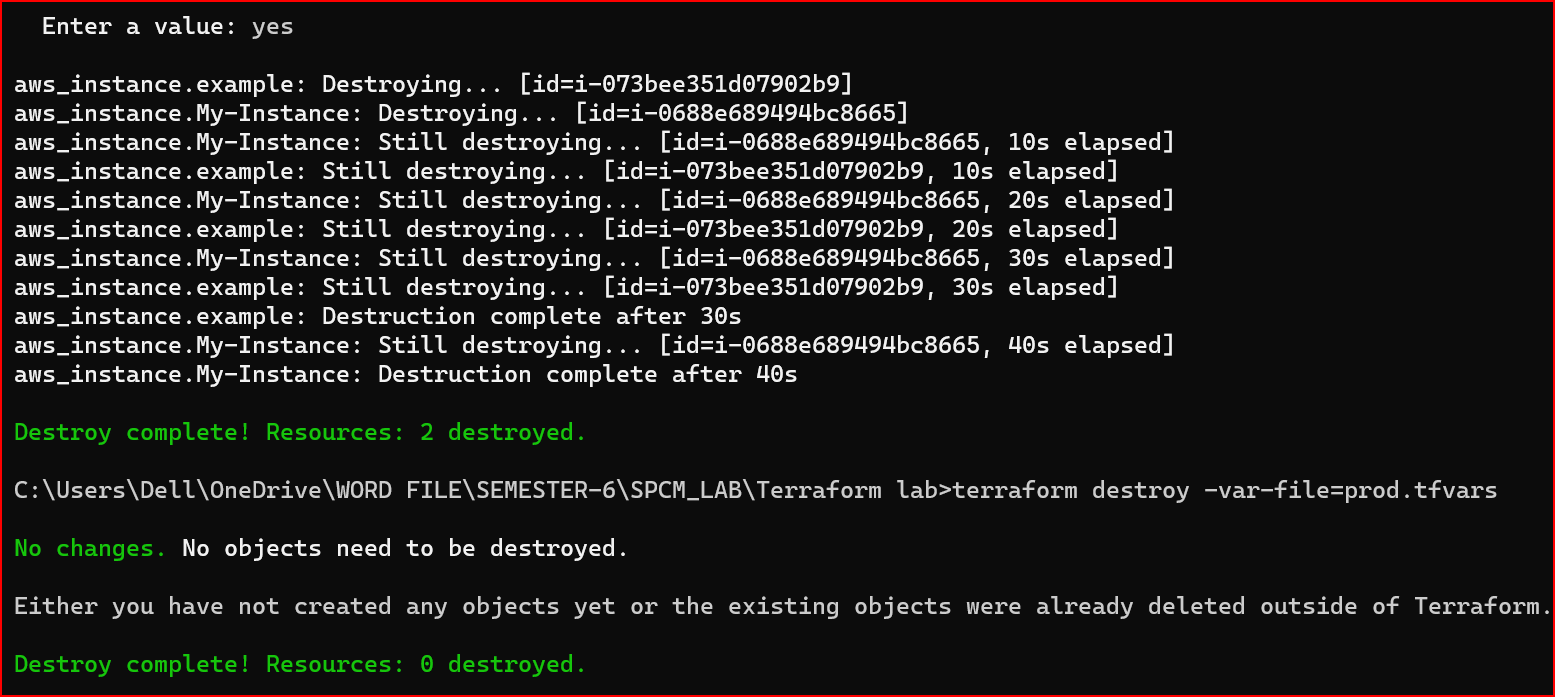 Enter a value: yes
aws_instance.example: Destroying... [id=i-073bee351d07902b9]
aws_instance.My-Instance: Destroying... [id=i-0688e689494bc8665]
aws_instance.My-Instance: Still destroying... [id=i-0688e689494bc8665, 10s elapsed]
aws_instance.example: Still destroying... [id=i-073bee351d07902b9, 10s elapsed]
aws_instance.My-Instance: Still destroying... [id=i-0688e689494bc8665, 20s elapsed]
aws_instance.example: Still destroying... [id=i-073bee351d07902b9, 20s elapsed]
aws_instance.My-Instance: Still destroying... [id=i-0688e689494bc8665, 30s elapsed]
aws_instance.example: Still destroying... [id=i-073bee351d07902b9, 30s elapsed]
aws_instance.example: Destruction complete after 30s
aws_instance.My-Instance: Still destroying... [id=i-0688e689494bc8665, 40s elapsed]
aws_instance.My-Instance: Destruction complete after 40s
Destroy complete! Resources: 2 destroyed.
C:\Users\Dell\OneDrive\WORD FILE\SEMESTER-6\SPCM_LAB\Terraform lab>terraform destroy -var-file=prod.tfvars
No changes. No objects need to be destroyed.
Either you have not created any objects yet or the existing objects were already deleted outside of Terraform.
Destroy complete! Resources: 0 destroyed.